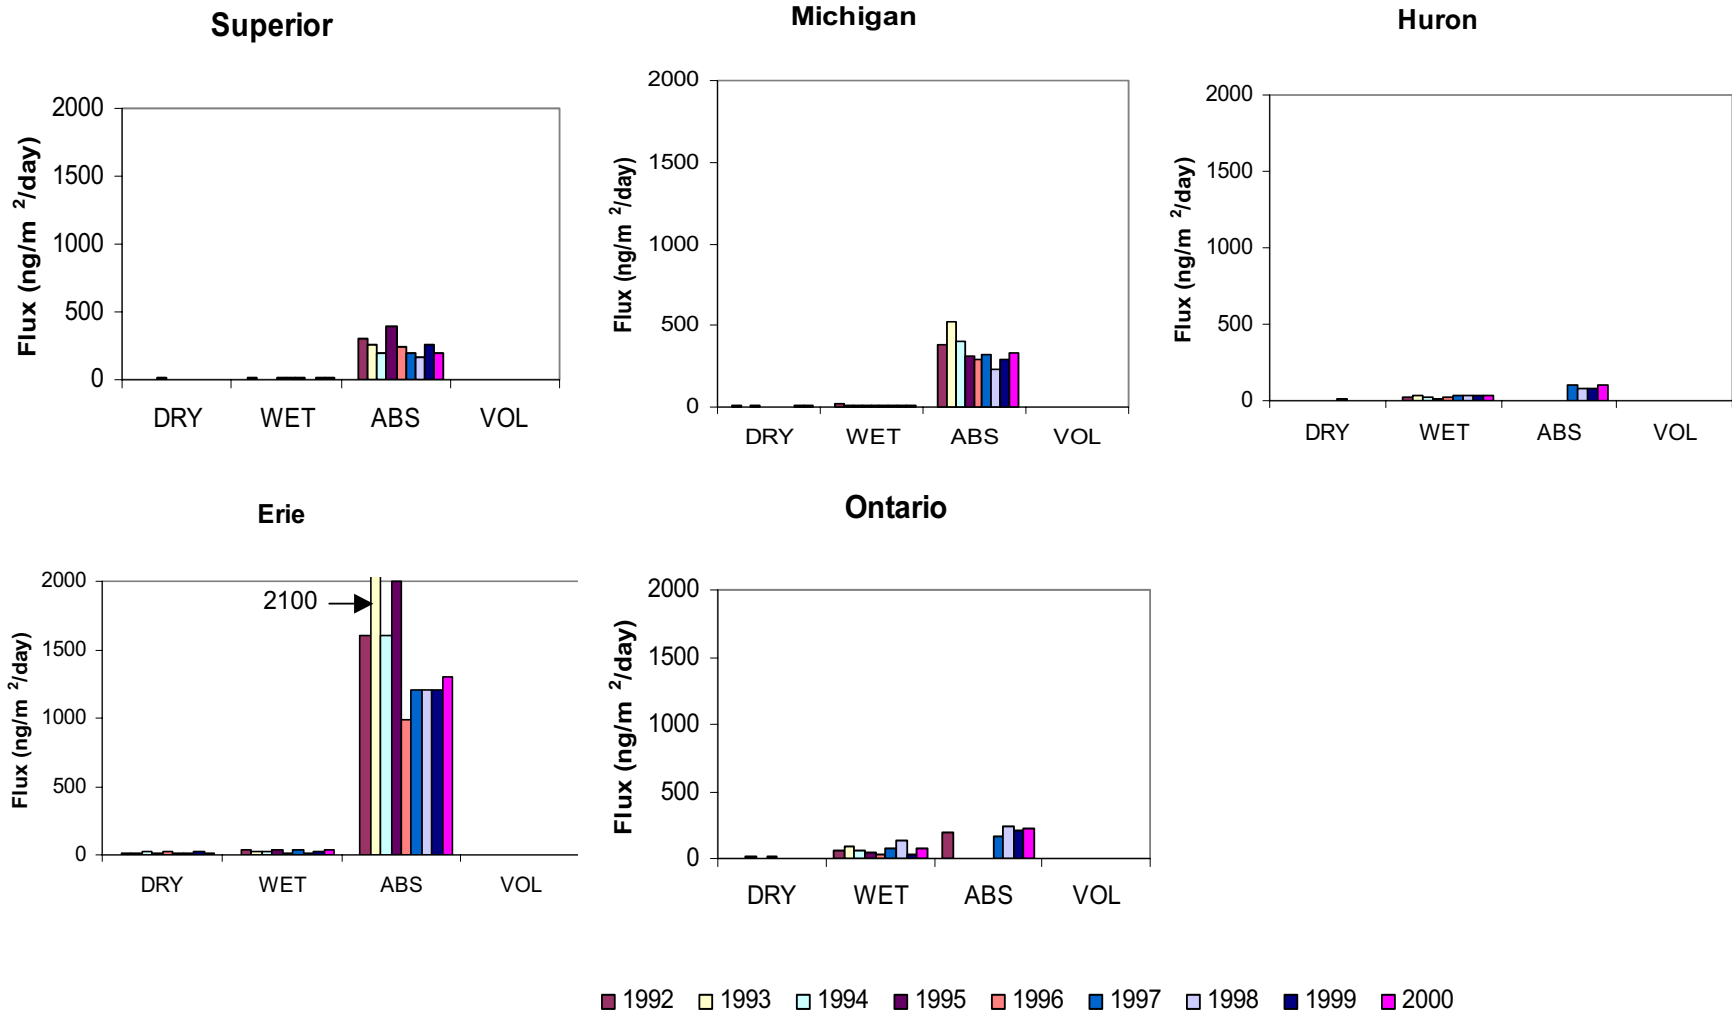 Superior
Flux (ng/m 2/day)
2000
1500
1000
500
0
DRY WET ABS VOL
Michigan
Flux (ng/m 2/day)
2000
1500
1000
500
0
DRY WET ABS VOL
Huron
Flux (ng/m 2/day)
2000
1500
1000
500
0
DRY WET ABS VOL
Erie
Flux (ng/m 2/day)
2000
1500
1000
500
0
2100
DRY WET ABS VOL
Ontario
Flux (ng/m 2/day)
2000
1500
1000
500
0
DRY WET ABS VOL
1992 1993 1994 1995 1996 1997 1998 1999 2000